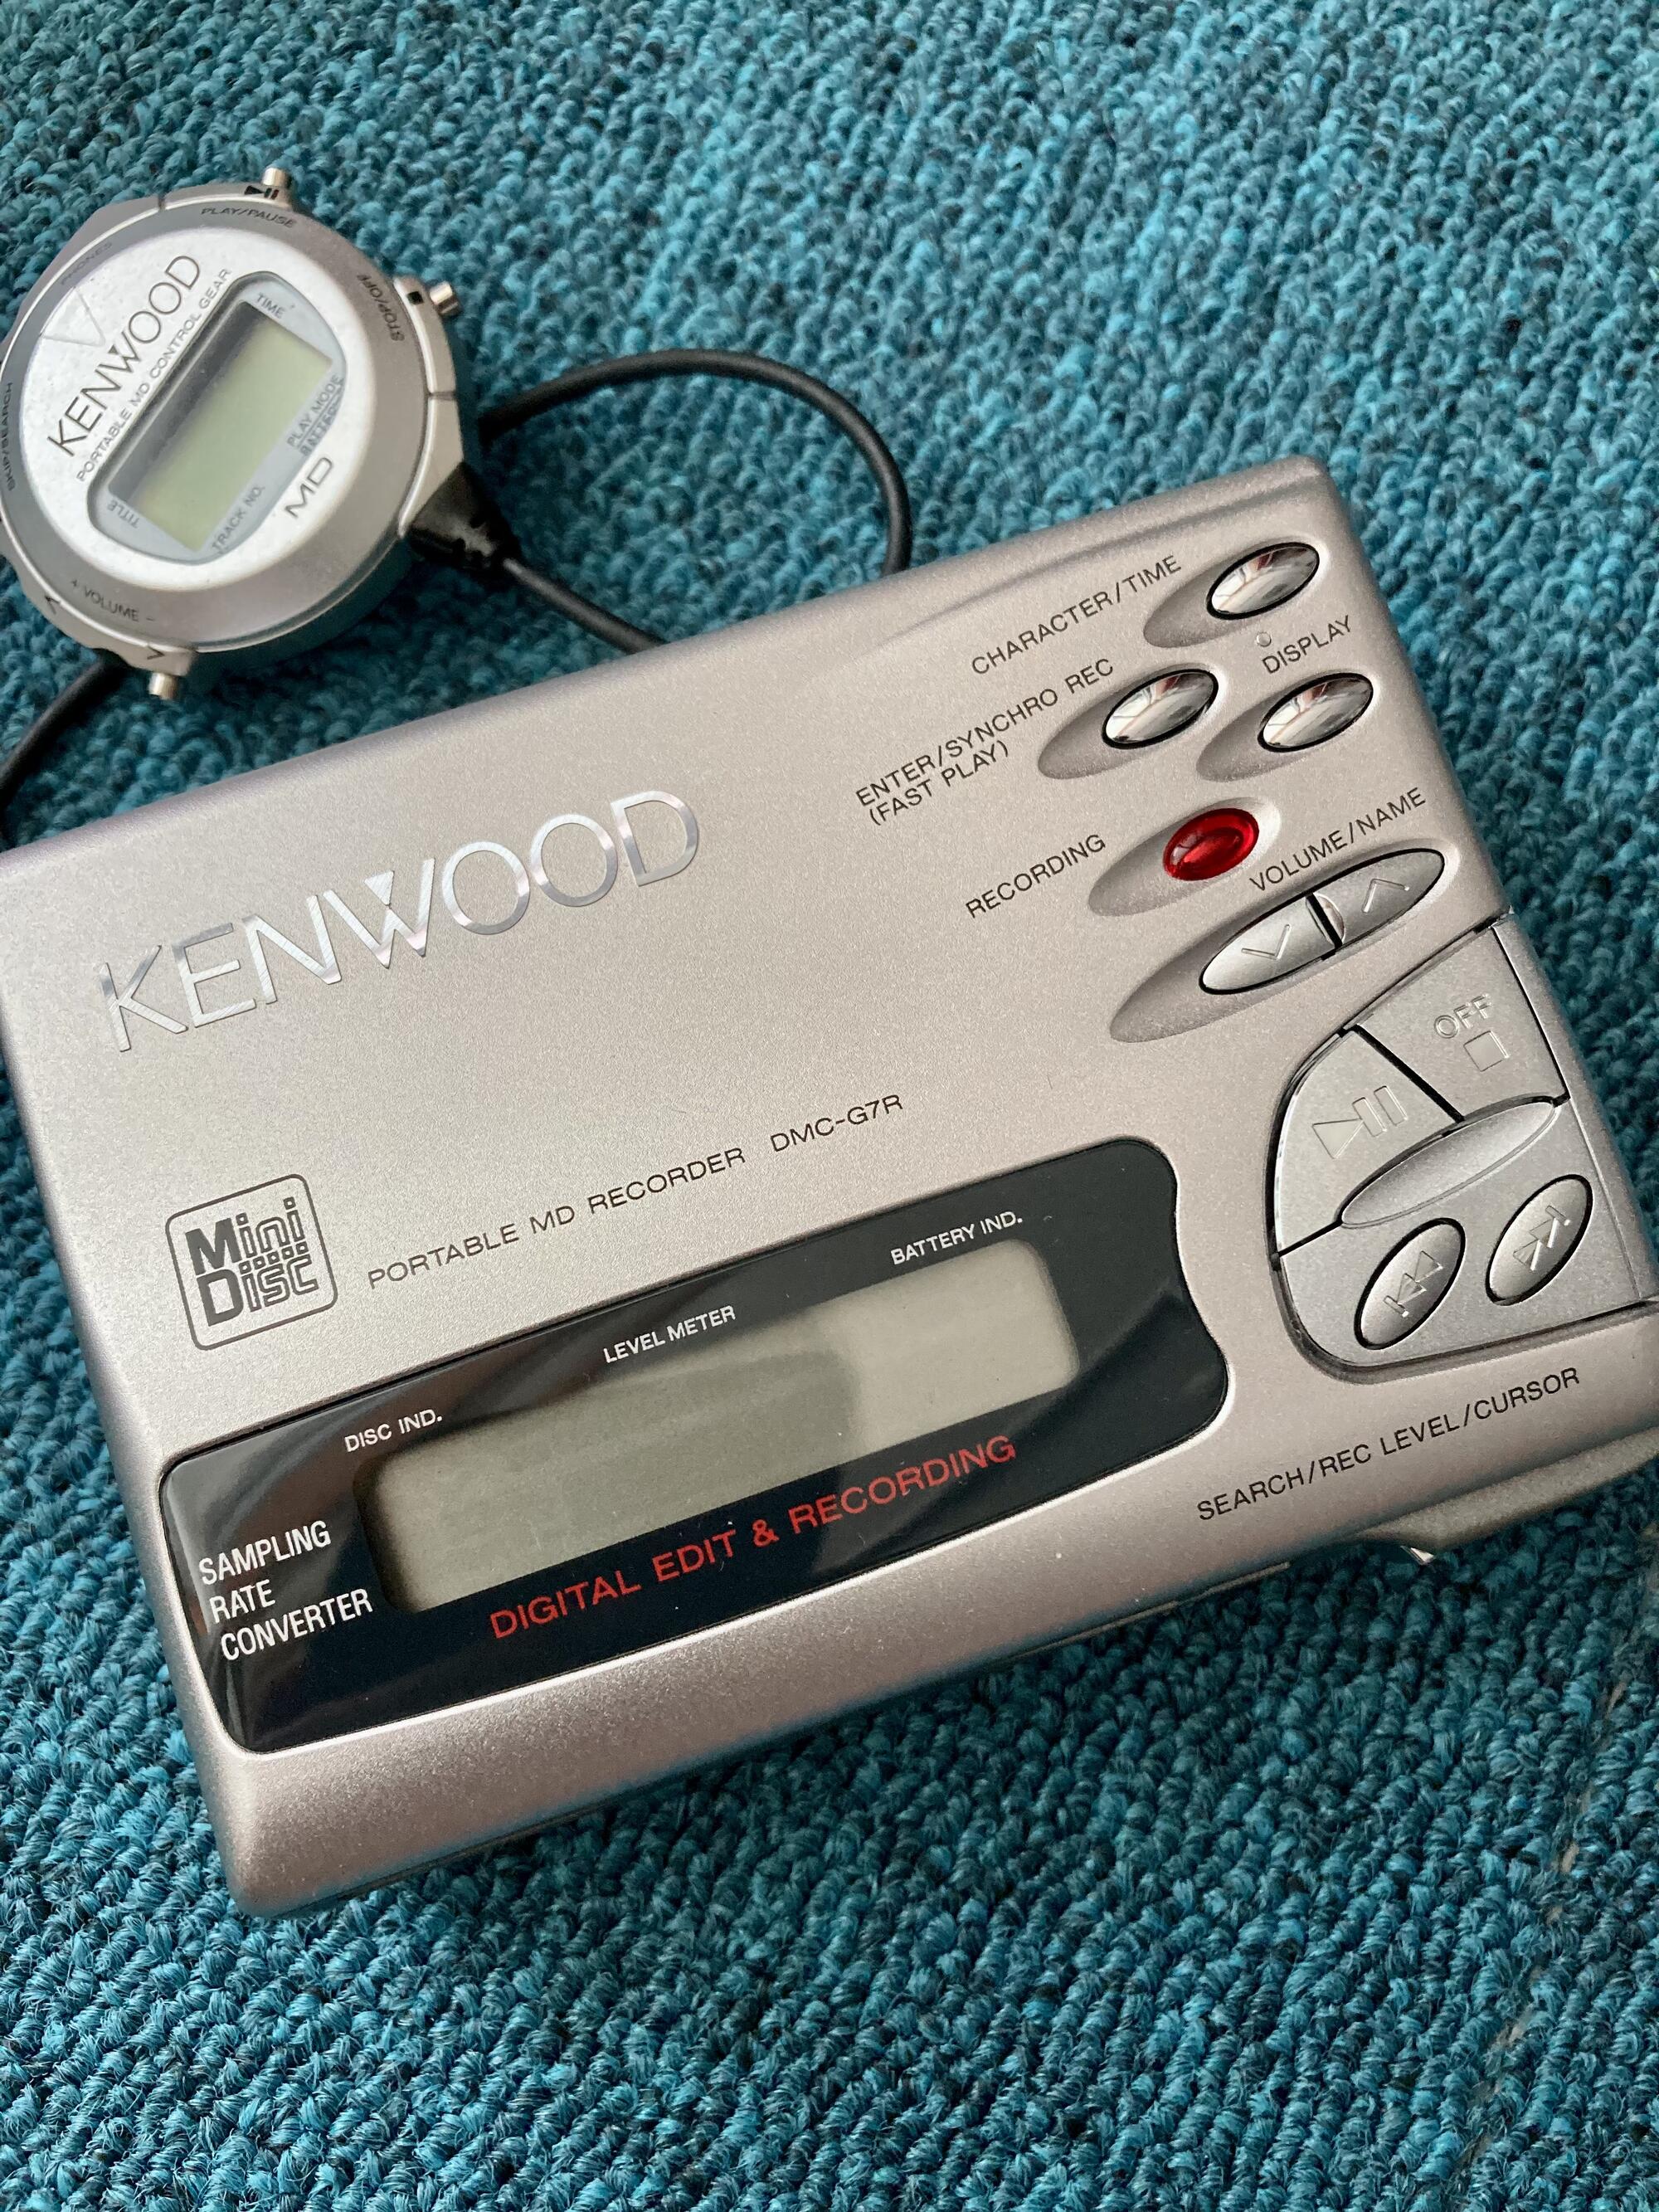 PLAY/PAUSE
STOP/OFF
SKIP/SEARCH
KENWOOD
PORTABLE MD CONTROL GEAR
TIME
PLAY MODE
TITLE
TRACK NO.
MD
+ VOLUME -
CHARACTER/TIME
DISPLAY
ENTER/SYNCHRO REC
(FAST PLAY)
RECORDING
VOLUME/NAME
OFF
KENWOOD
Mini
Disc
PORTABLE MD RECORDER DMC-G7R
BATTERY IND.
LEVEL METER
DISC IND.
SAMPLING
RATE
CONVERTER
DIGITAL EDIT & RECORDING
SEARCH/REC LEVEL/CURSOR